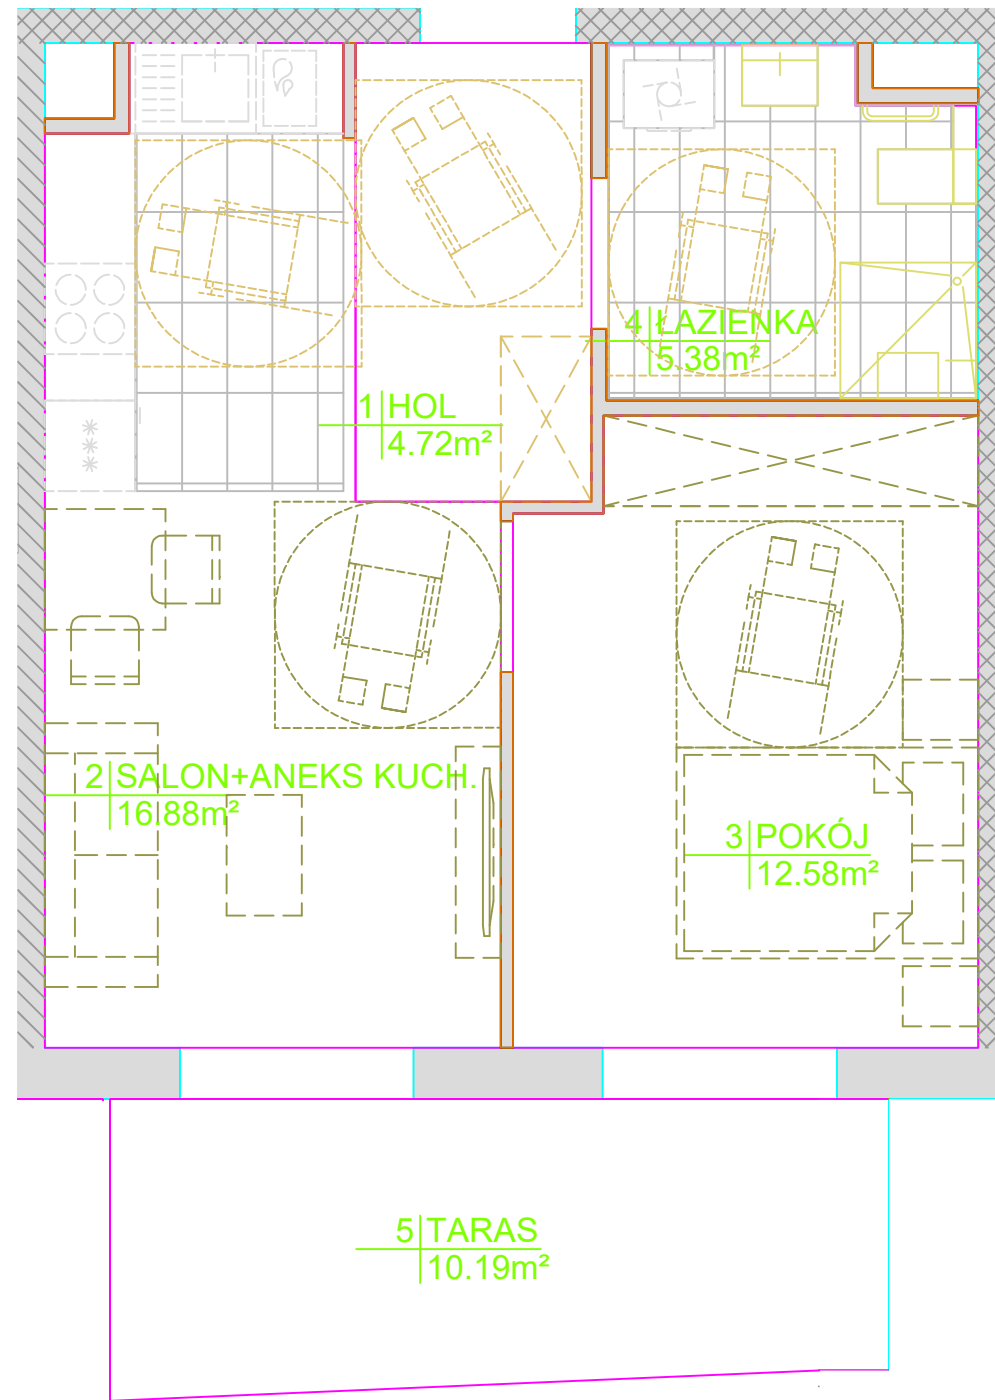 4 ŁAZIENKA
5.38m²
1 HOL
4.72m²
2 SALON+ANEKS KUCH.
16.88m²
3 POKÓJ
12.58m²
5 TARAS
10.19m²